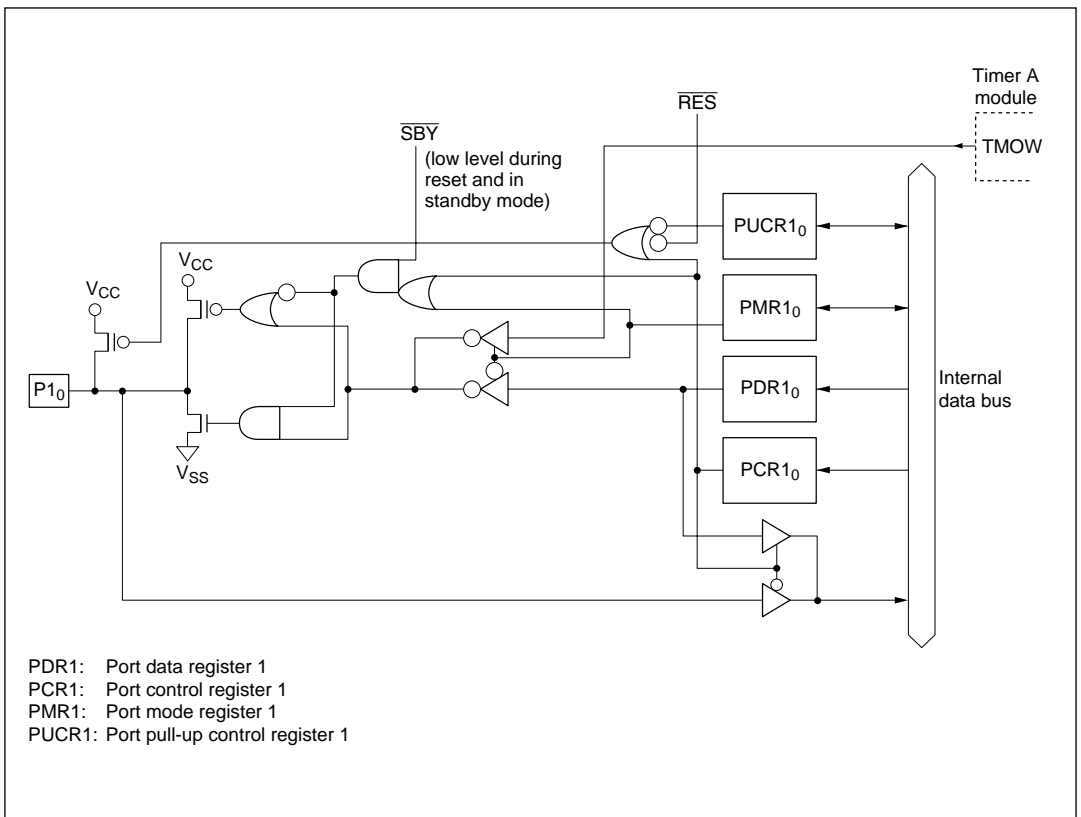 Timer A
module
TMOW
RES
SBY
(low level during
reset and in
standby mode)
PUCR1₀
VCC
VCC
PMR1₀
P1₀
PDR1₀
Internal
data bus
VSS
PCR1₀
PDR1: Port data register 1
PCR1: Port control register 1
PMR1: Port mode register 1
PUCR1: Port pull-up control register 1